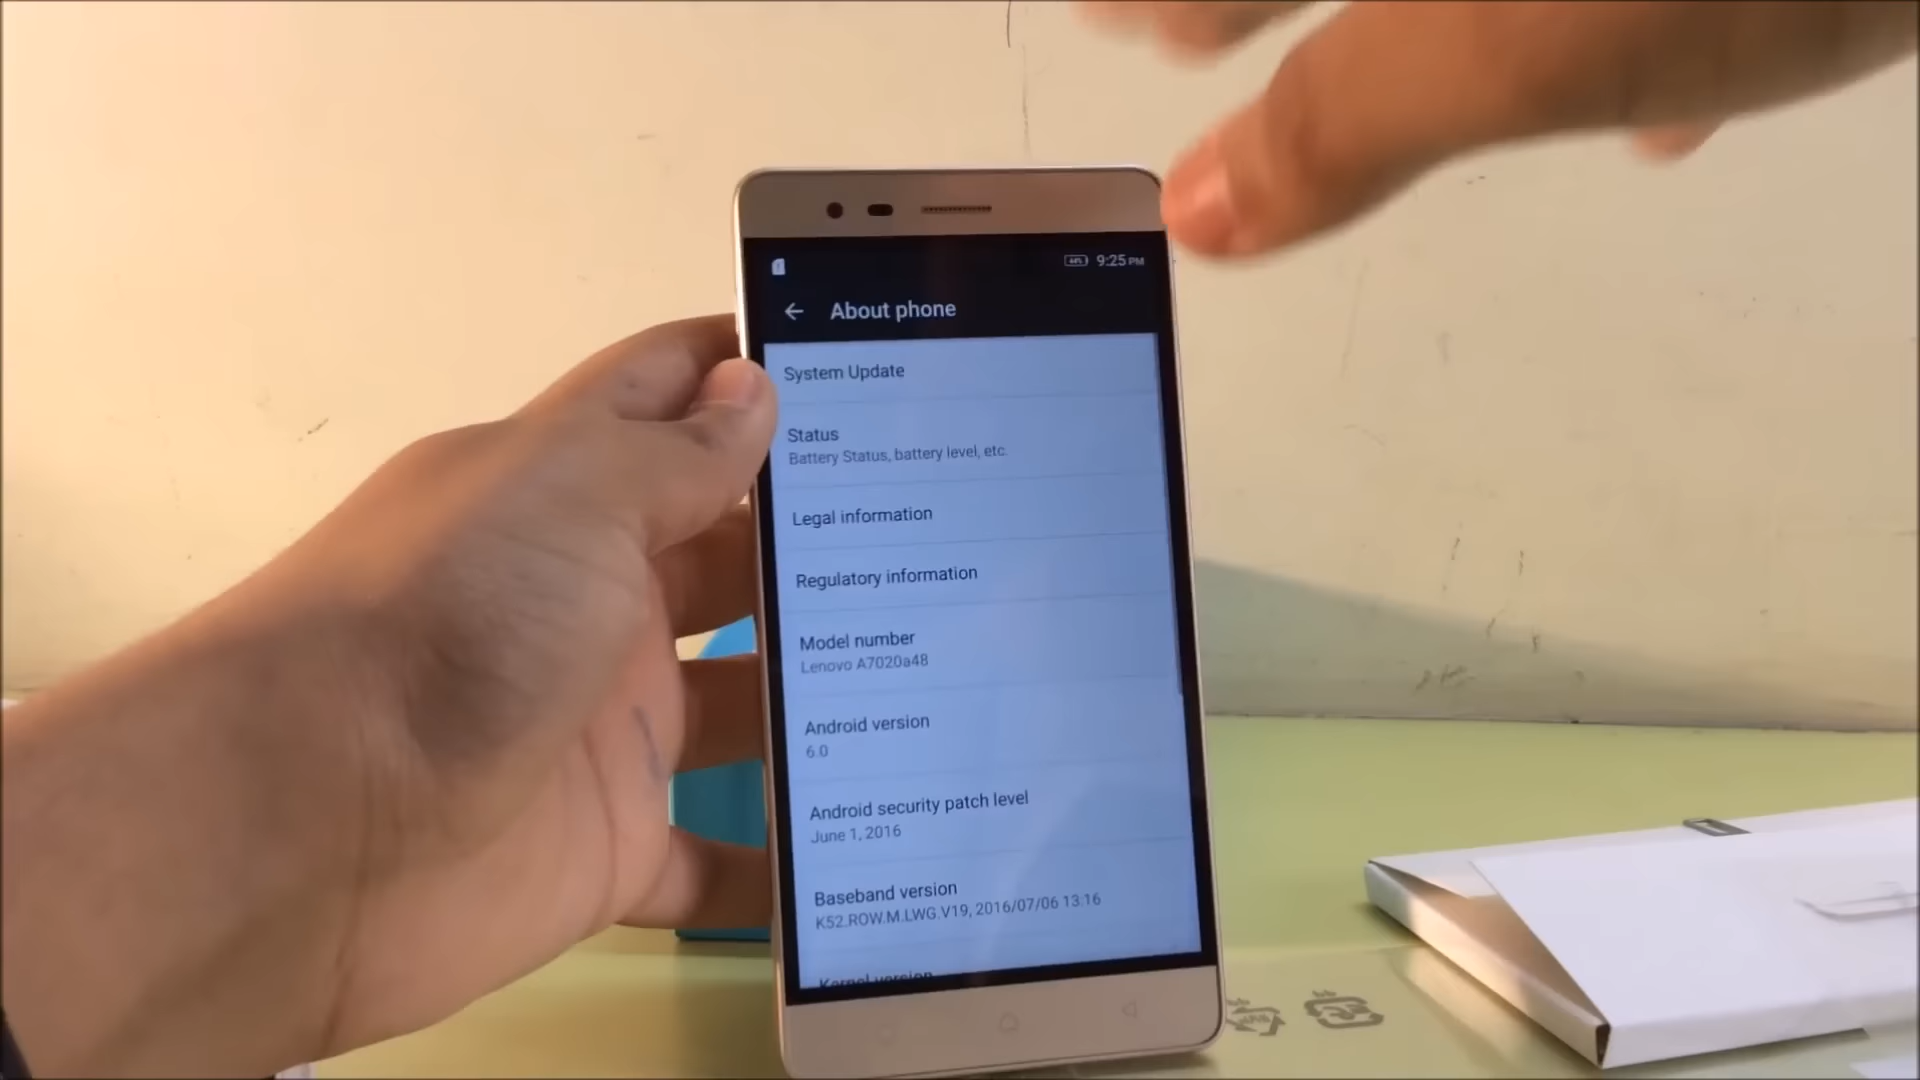 9:25 PM
About phone
System Update
Status
Battery Status, battery level, etc.
Legal information
Regulatory information
Model number
Lenovo A7020a48
Android version
6.0
Android security patch level
June 1, 2016
Baseband version
K52.ROW.M.LWG.V19, 2016/07/06 13:16
Kernel version